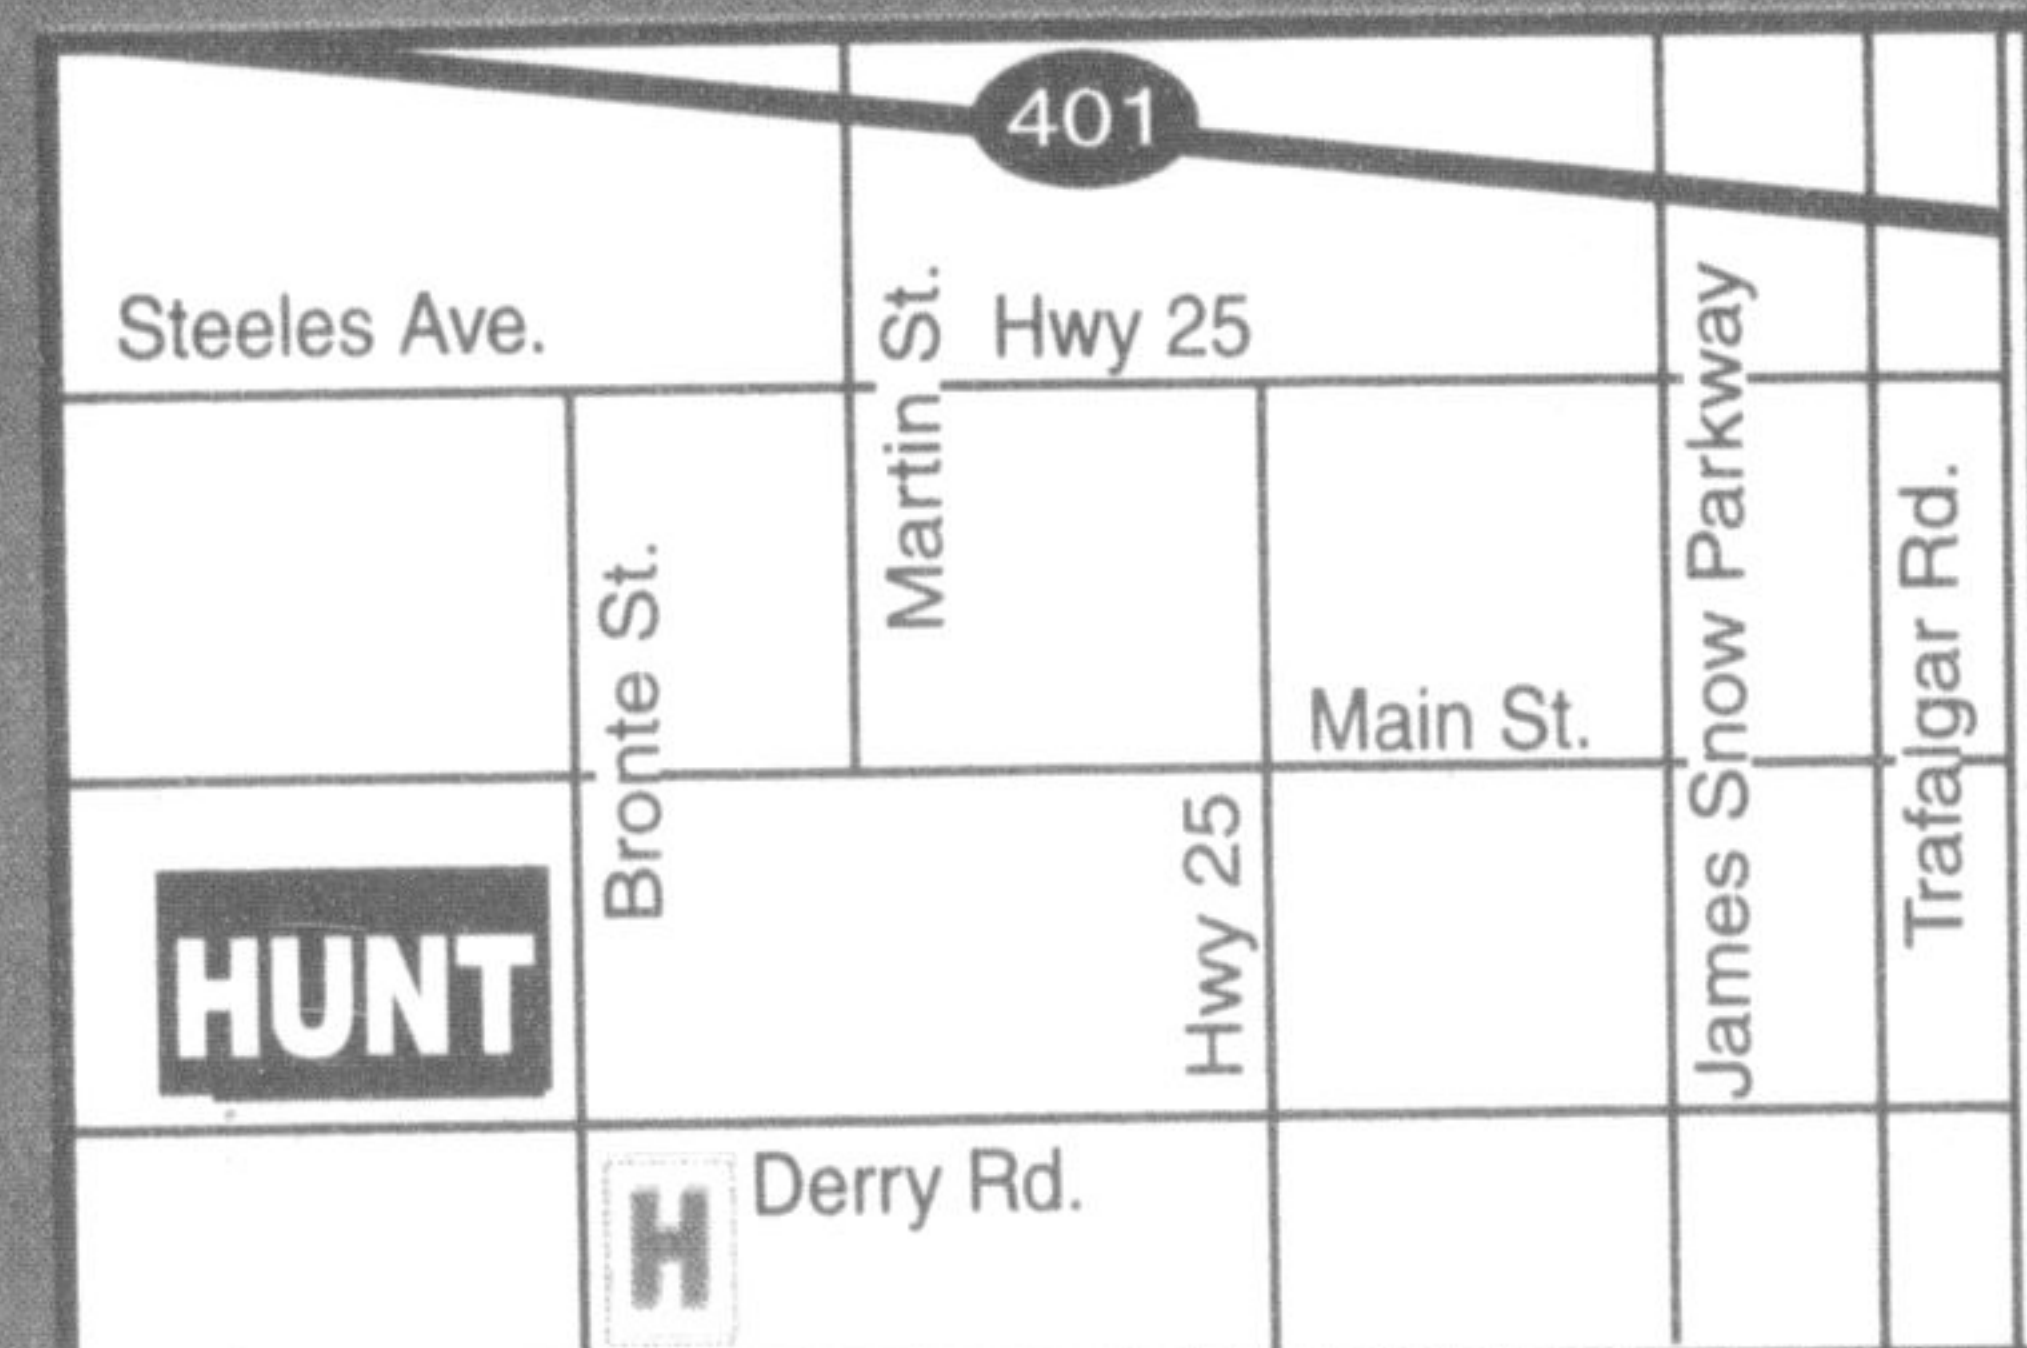 401
Steeles Ave.
Martin St.
Hwy 25
James Snow Parkway
Trafalgar Rd.
Bronte St.
Main St.
Hwy 25
HUNT
Derry Rd.
H